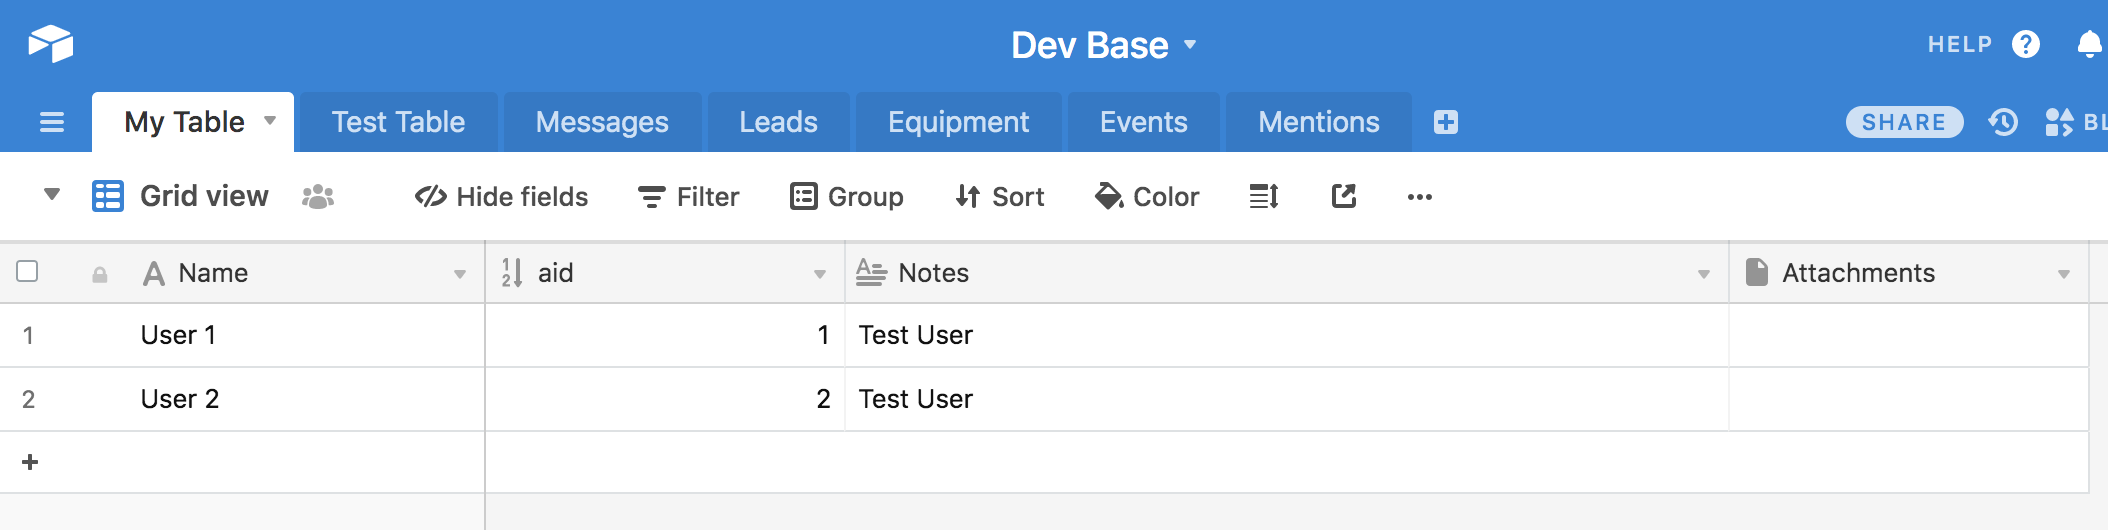 Dev Base
HELP ?
My Table Test Table Messages Leads Equipment Events Mentions
SHARE BL
Grid view Hide fields Filter Group Sort Color
Name aid Notes Attachments
1 User 1 1 Test User
2 User 2 2 Test User